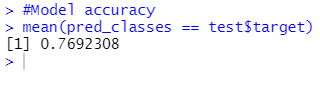 > #Model accuracy
> mean(pred_classes == test$target)
[1] 0.7692308
>